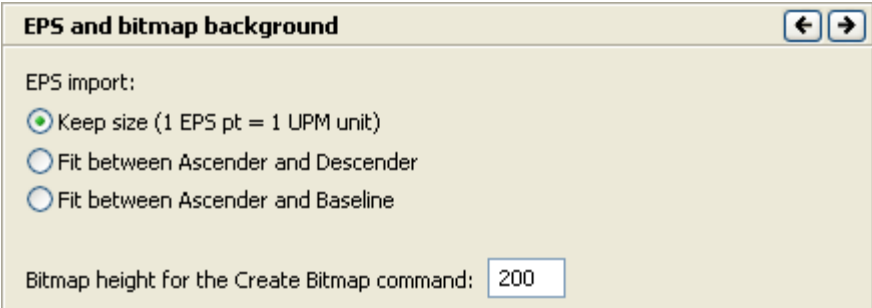 EPS and bitmap background
EPS import:
Keep size (1 EPS pt = 1 UPM unit)
Fit between Ascender and Descender
Fit between Ascender and Baseline
Bitmap height for the Create Bitmap command: 200